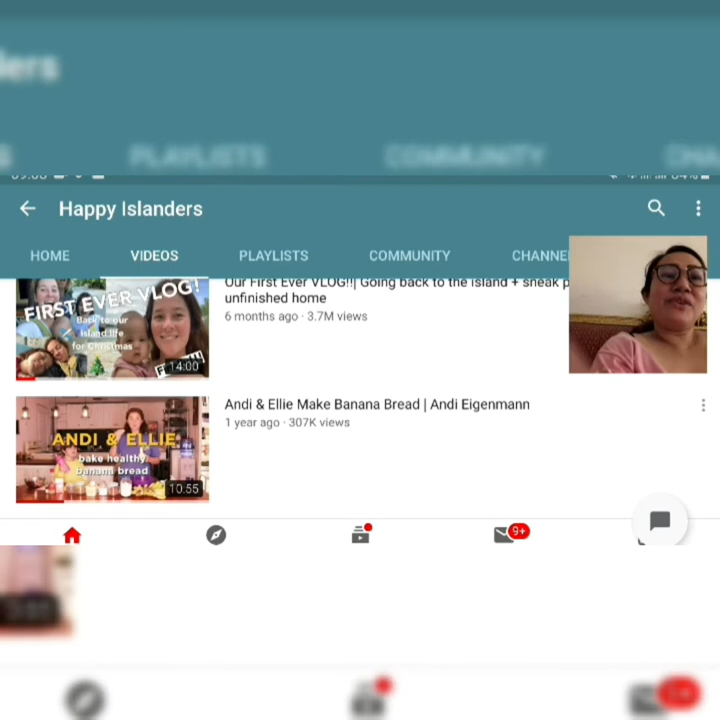 PLAYLISTS
COMMUNITY
Happy Islanders
HOME
VIDEOS
PLAYLISTS
COMMUNITY
FIRST EVER VLOG!
Back to our
island life
for Christmas
14:00
Our First Ever VLOG!!| Going back to the island + sneak p
unfinished home
6 months ago · 3.7M views
ANDI & ELLIE
bake healthy
banana bread
10:55
Andi & Ellie Make Banana Bread | Andi Eigenmann
1 year ago · 307K views
9+